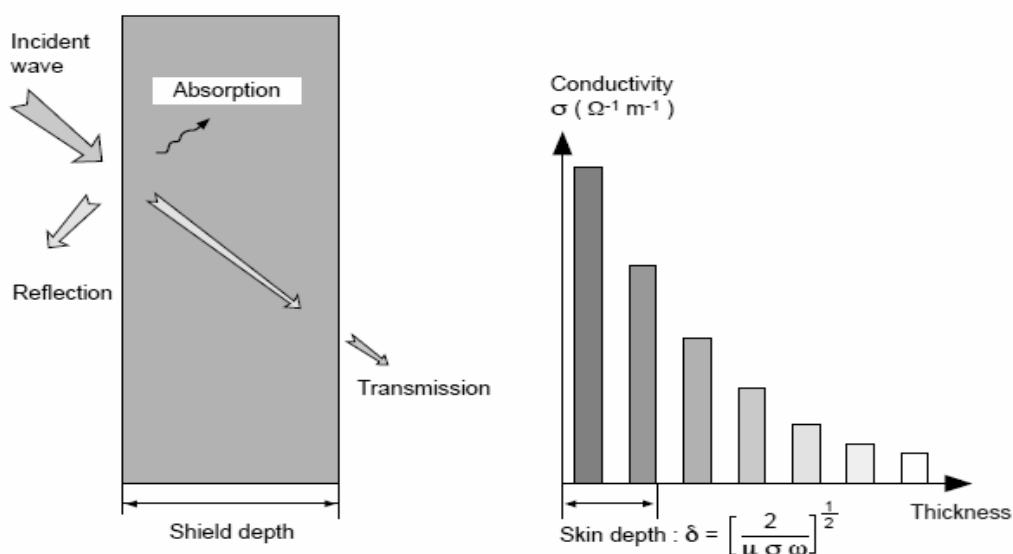 Incident
wave
Absorption
Reflection
Transmission
Shield depth
Conductivity
σ ( Ω⁻¹ m⁻¹ )
Thickness
Skin depth : δ = [ 2 / μ σ ω ]^1/2